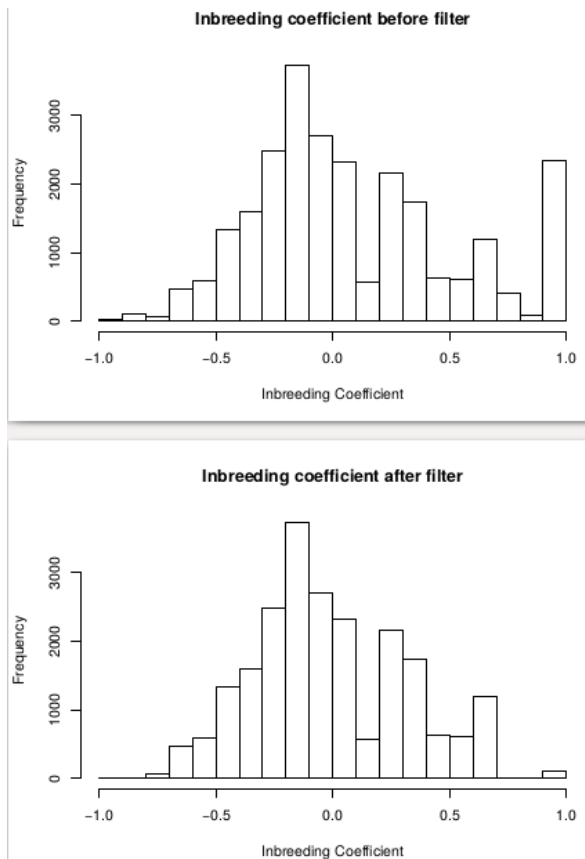 Inbreeding coefficient before filter
Frequency
3000
2000
1000
0
−1.0 −0.5 0.0 0.5 1.0
Inbreeding Coefficient
Inbreeding coefficient after filter
Frequency
3000
2000
1000
0
−1.0 −0.5 0.0 0.5 1.0
Inbreeding Coefficient